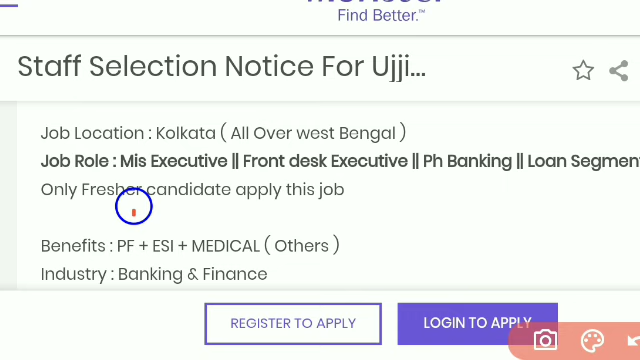 Find Better.™
Staff Selection Notice For Ujji...
Job Location : Kolkata ( All Over west Bengal )
Job Role : Mis Executive || Front desk Executive || Ph Banking || Loan Segment
Only Fresher candidate apply this job
Benefits : PF + ESI + MEDICAL ( Others )
Industry : Banking & Finance
REGISTER TO APPLY
LOGIN TO APPLY